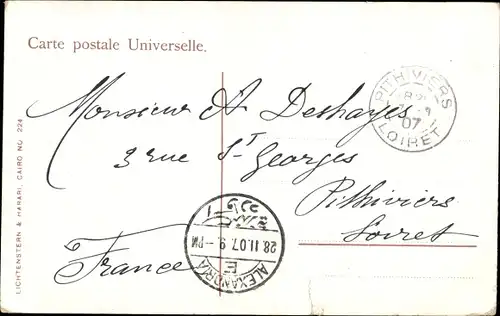 Carte postale Universelle.
Monsieur A. Deshayes
3 rue St Georges
Pithiviers
Loiret
France
PITHIVIERS
07
LOIRET
28.II.07.9 - PM
ALEXANDRIA
E
LICHTENSTERN & HARARI, CAIRO NO 224